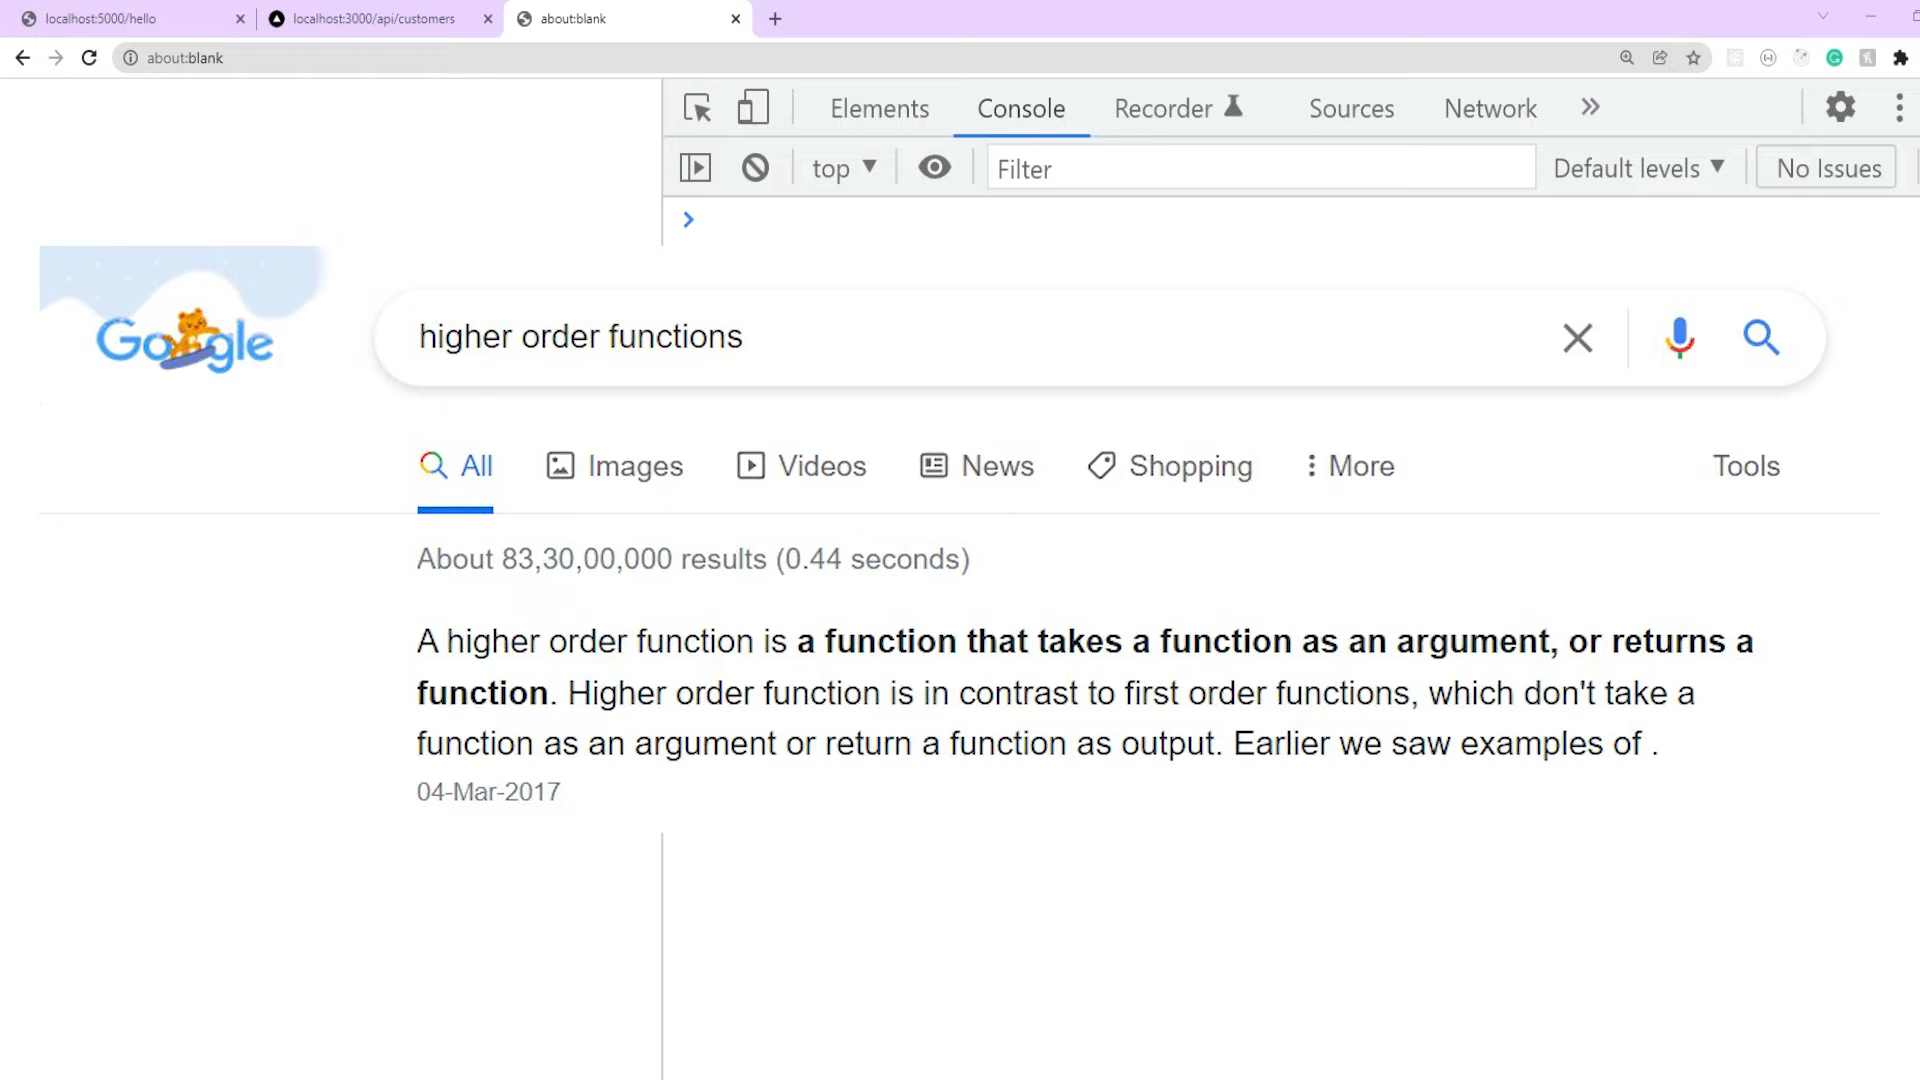 localhost:5000/hello
localhost:3000/api/customers
about:blank
about:blank
Elements Console Recorder Sources Network
top Filter Default levels No Issues
Google
higher order functions
All Images Videos News Shopping More Tools
About 83,30,00,000 results (0.44 seconds)
A higher order function is a function that takes a function as an argument, or returns a
function. Higher order function is in contrast to first order functions, which don't take a
function as an argument or return a function as output. Earlier we saw examples of .
04-Mar-2017